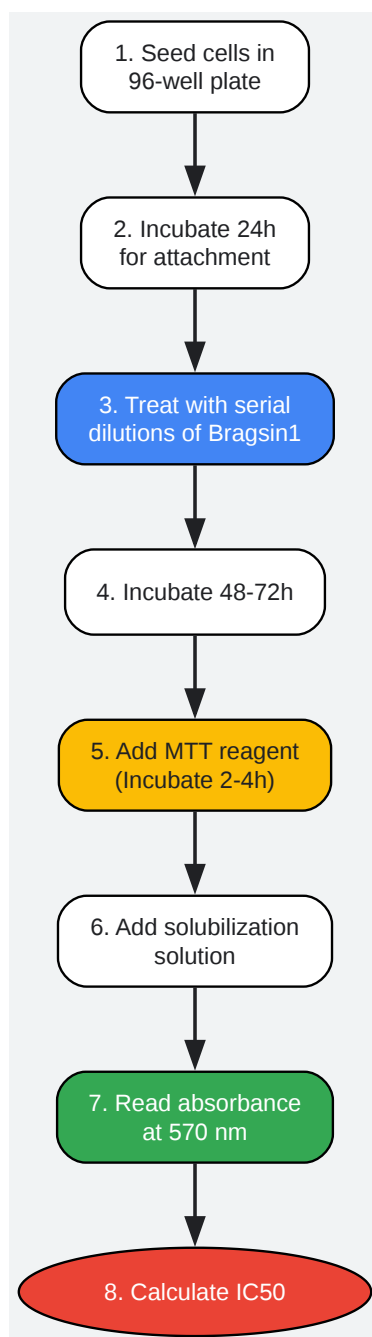 1. Seed cells in
96-well plate
2. Incubate 24h
for attachment
3. Treat with serial
dilutions of Bragsin1
4. Incubate 48-72h
5. Add MTT reagent
(Incubate 2-4h)
6. Add solubilization
solution
7. Read absorbance
at 570 nm
8. Calculate IC50